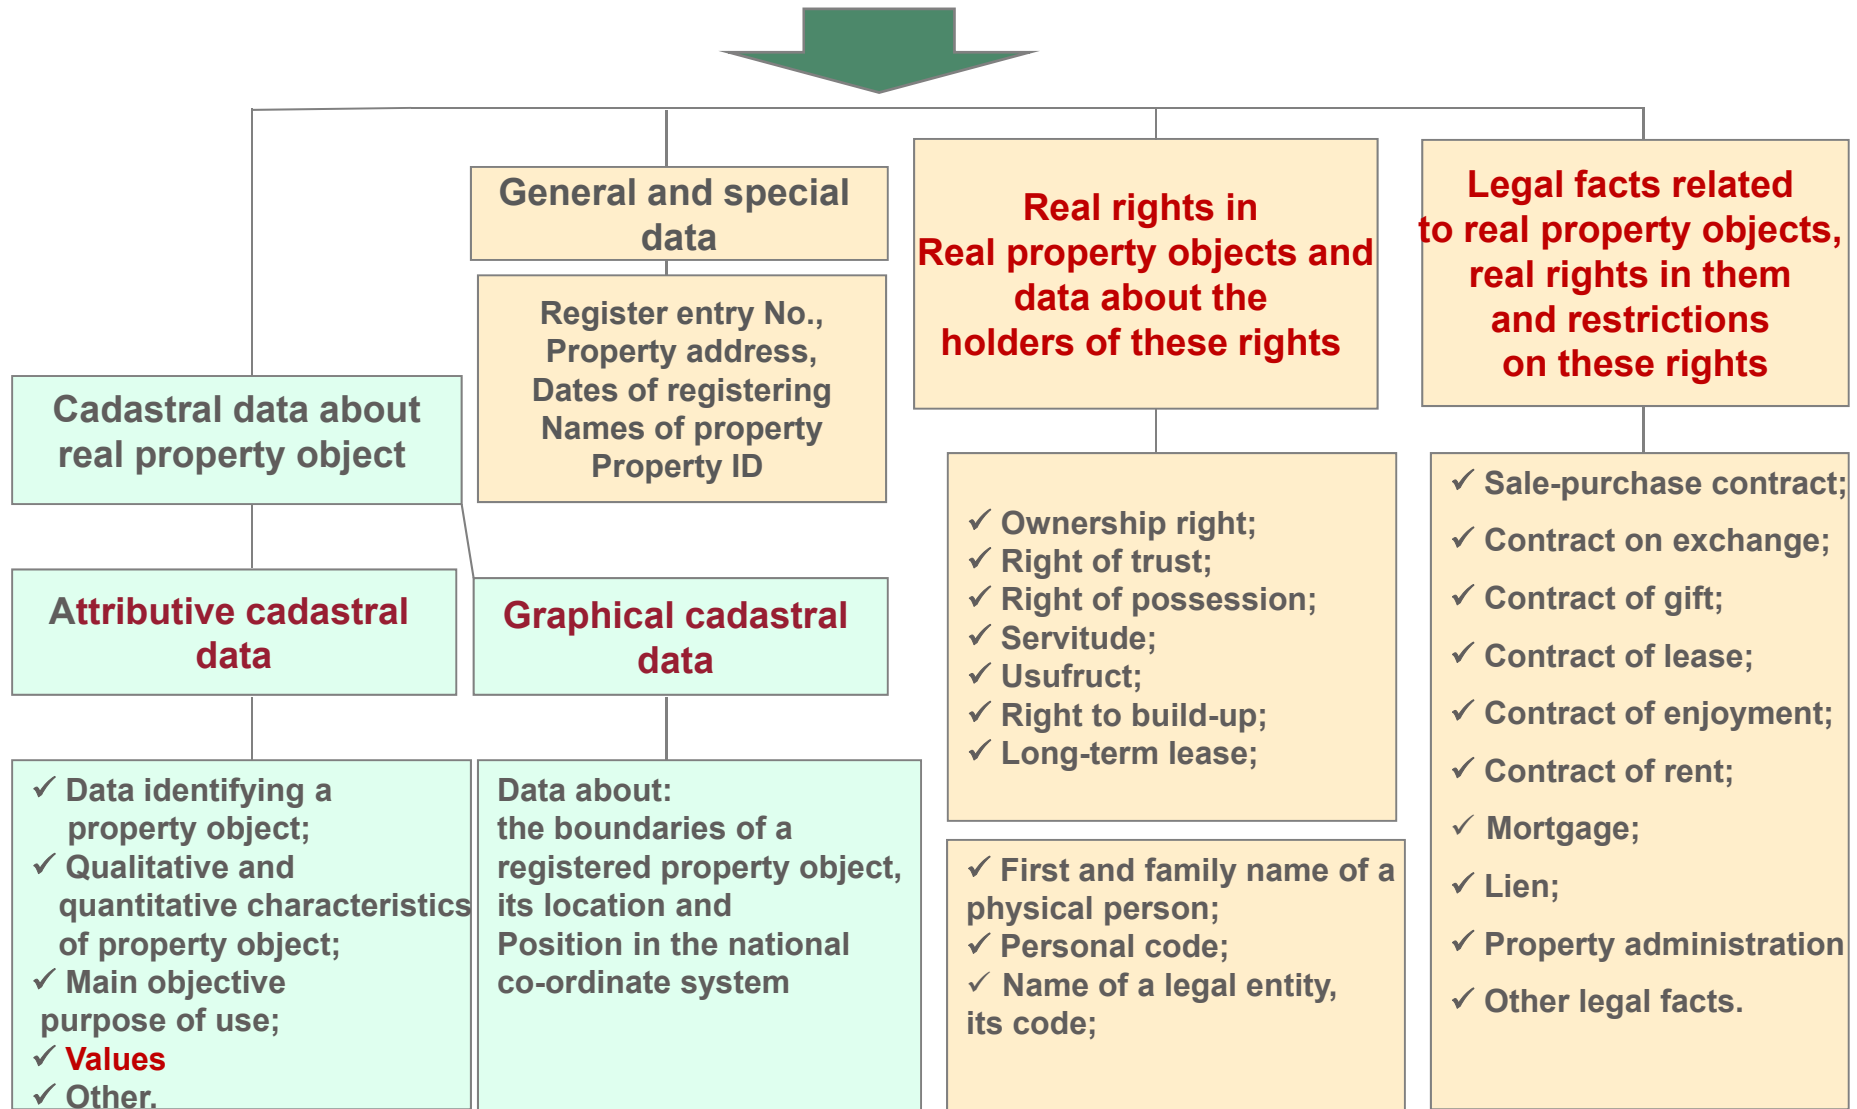 General and special
data
Register entry No.,
Property address,
Dates of registering
Names of property
Property ID
Real rights in
Real property objects and
data about the
holders of these rights
Legal facts related
to real property objects,
real rights in them
and restrictions
on these rights
Cadastral data about
real property object
Attributive cadastral
data
Graphical cadastral
data
✓ Data identifying a
property object;
✓ Qualitative and
quantitative characteristics
of property object;
✓ Main objective
purpose of use;
✓ Values
✓ Other.
Data about:
the boundaries of a
registered property object,
its location and
Position in the national
co-ordinate system
✓ Ownership right;
✓ Right of trust;
✓ Right of possession;
✓ Servitude;
✓ Usufruct;
✓ Right to build-up;
✓ Long-term lease;
✓ First and family name of a
physical person;
✓ Personal code;
✓ Name of a legal entity,
its code;
✓ Sale-purchase contract;
✓ Contract on exchange;
✓ Contract of gift;
✓ Contract of lease;
✓ Contract of enjoyment;
✓ Contract of rent;
✓ Mortgage;
✓ Lien;
✓ Property administration
✓ Other legal facts.